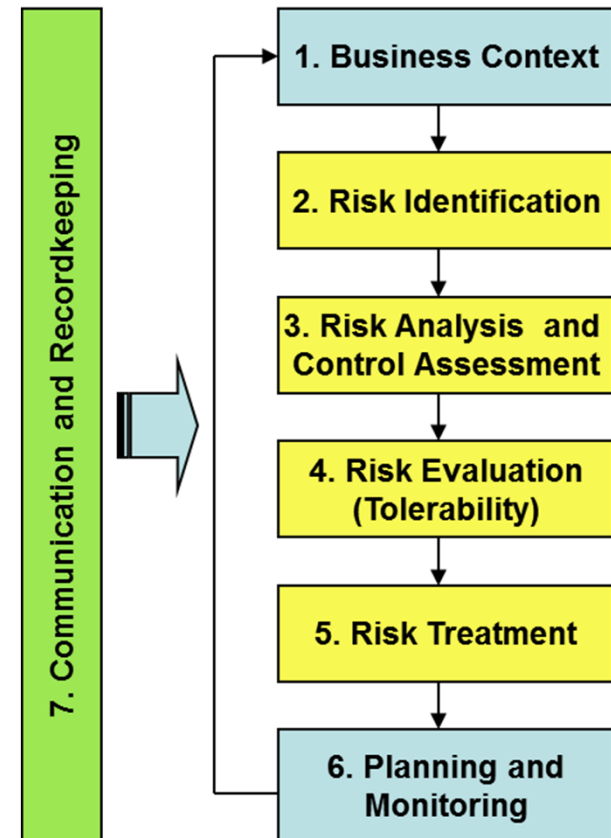 7. Communication and Recordkeeping
1. Business Context
2. Risk Identification
3. Risk Analysis and
Control Assessment
4. Risk Evaluation
(Tolerability)
5. Risk Treatment
6. Planning and
Monitoring